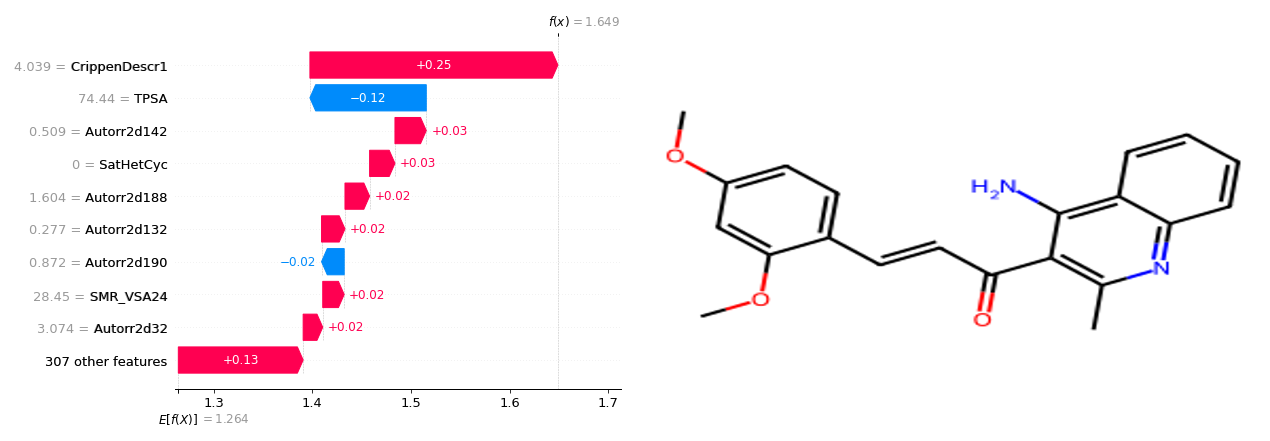 f(x) = 1.649
4.039 = CrippenDescr1
+0.25
74.44 = TPSA
−0.12
0.509 = Autorr2d142
+0.03
0 = SatHetCyc
+0.03
1.604 = Autorr2d188
+0.02
0.277 = Autorr2d132
+0.02
0.872 = Autorr2d190
−0.02
28.45 = SMR_VSA24
+0.02
3.074 = Autorr2d32
+0.02
307 other features
+0.13
1.3 1.4 1.5 1.6 1.7
E[f(X)] = 1.264
O
H₂N
N
O
O